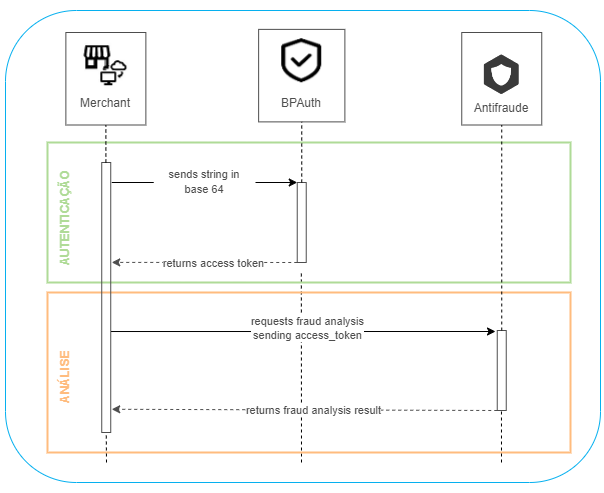 Merchant
BPAuth
Antifraude
AUTENTICAÇÃO
sends string in
base 64
returns access token
ANÁLISE
requests fraud analysis
sending access_token
returns fraud analysis result